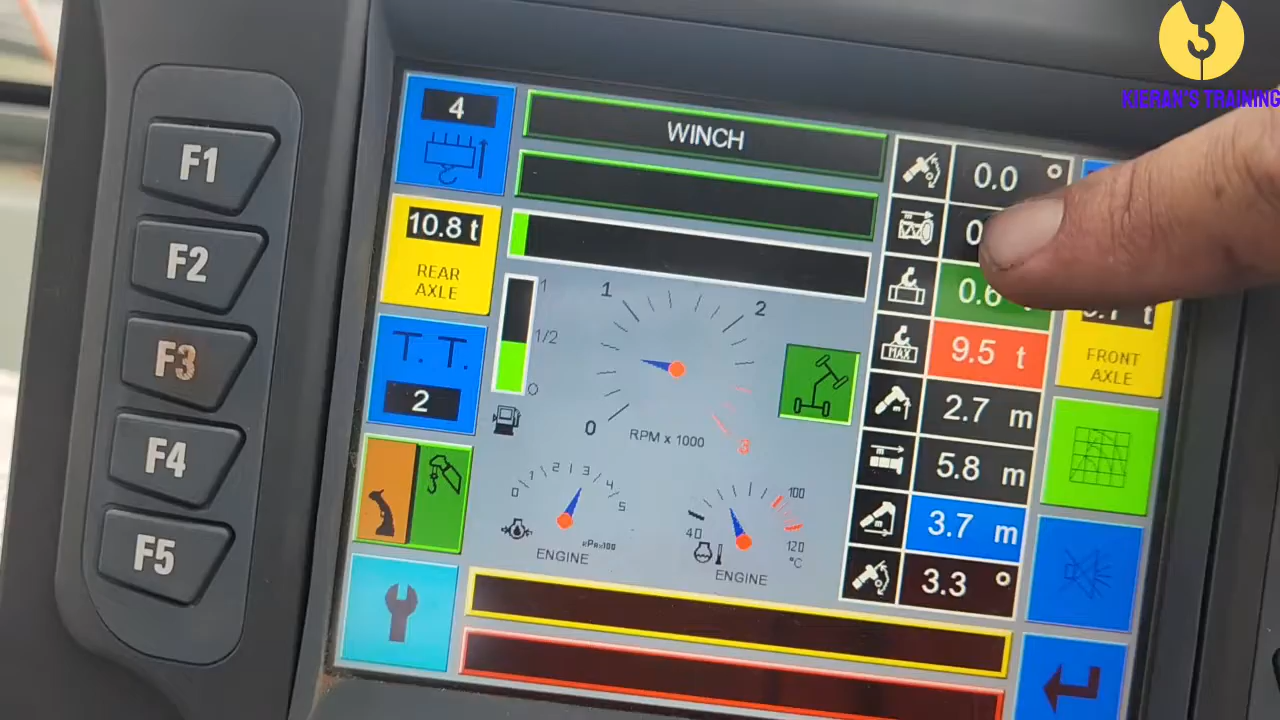 KIERAN'S TRAINING
F1
F2
F3
F4
F5
4
10.8 t
REAR
AXLE
T. T.
2
WINCH
1
1/2
0
0
1
2
3
RPM x 1000
0
1
2
3
4
5
kPax100
ENGINE
40
100
120
°C
ENGINE
0.0 °
m
0.6
MAX
9.5 t
m
2.7 m
m
5.8 m
m
3.7 m
3.3 °
t
FRONT
AXLE